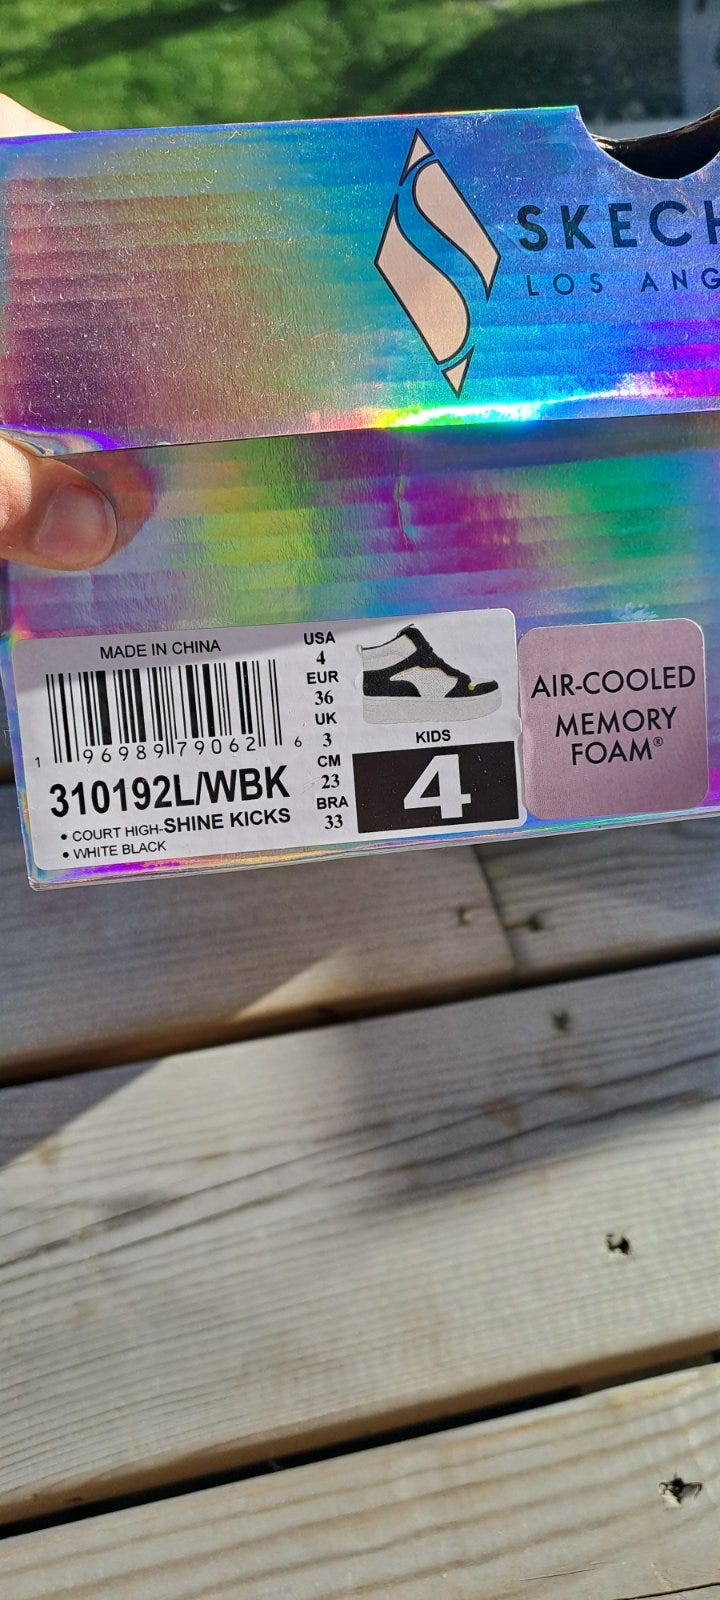 SKECH
LOS ANG
MADE IN CHINA
1 96989 79062 6
310192L/WBK
• COURT HIGH-SHINE KICKS
• WHITE BLACK
USA
4
EUR
36
UK
3
CM
23
BRA
33
KIDS
4
AIR-COOLED
MEMORY
FOAM®